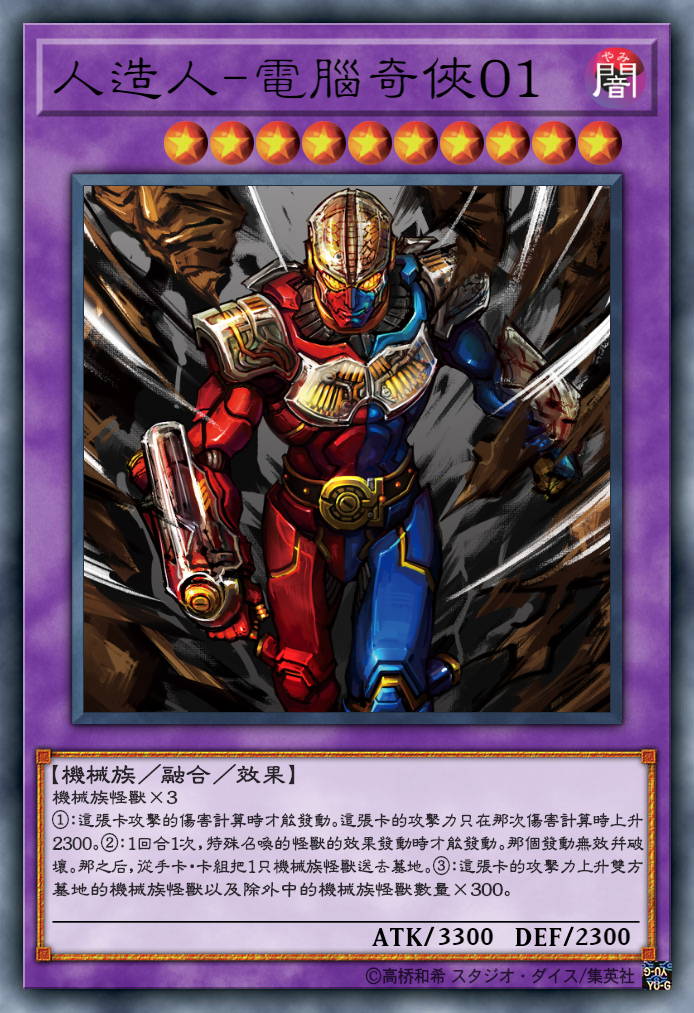 人造人-電腦奇俠01
やみ
闇
【機械族／融合／效果】
機械族怪獸×3
①:這張卡攻擊的傷害計算時才能發動。這張卡的攻擊力只在那次傷害計算時上升
2300。②:1回合1次,特殊召喚的怪獸的效果發動時才能發動。那個發動無效幷破
壞。那之后,從手卡·卡組把1只機械族怪獸送去墓地。③:這張卡的攻擊力上升雙方
墓地的機械族怪獸以及除外中的機械族怪獸數量×300。
ATK/3300 DEF/2300
©高桥和希 スタジオ・ダイス/集英社
YU-G
YU-G